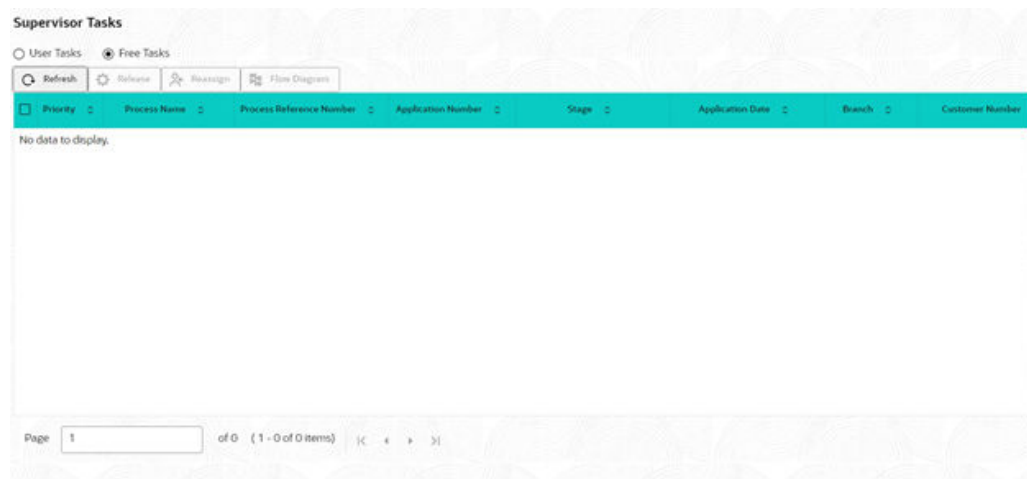 Supervisor Tasks
User Tasks Free Tasks
Refresh Release Reassign Flow Diagram
Priority Process Name Process Reference Number Application Number Stage Application Date Branch Customer Number
No data to display.
Page 1 of 0 ( 1 - 0 of 0 items)